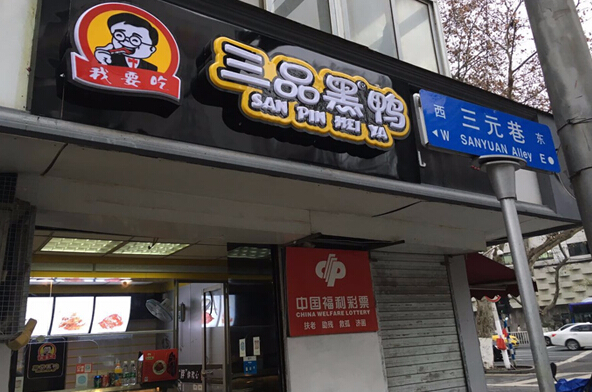 我要吃
三品黑鸭
SAN PIN HEI YA
西 三元巷 东
W SANYUAN Alley E
中国福利彩票
CHINA WELFARE LOTTERY
扶老 助残 救孤 济困